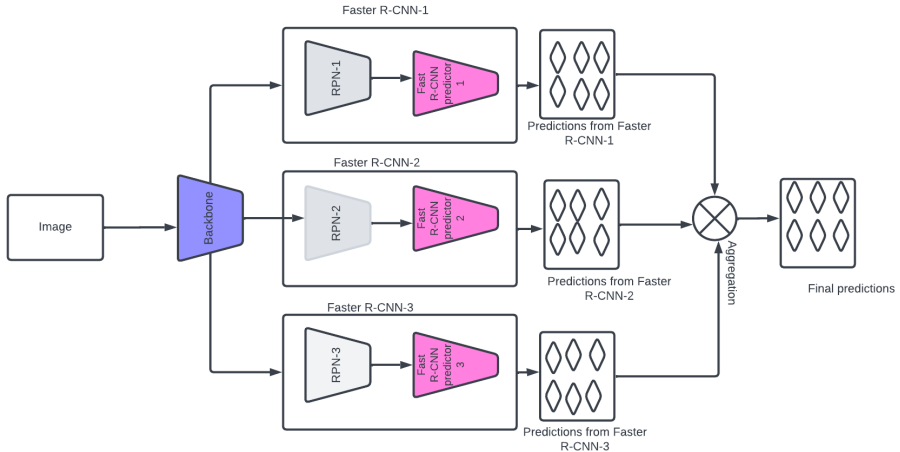 Faster R-CNN-1
RPN-1
Fast
R-CNN
predictor
1
Predictions from Faster
R-CNN-1
Faster R-CNN-2
Image
Backbone
RPN-2
Fast
R-CNN
predictor
2
Predictions from Faster
R-CNN-2
Aggregation
Final predictions
Faster R-CNN-3
RPN-3
Fast
R-CNN
predictor
3
Predictions from Faster
R-CNN-3